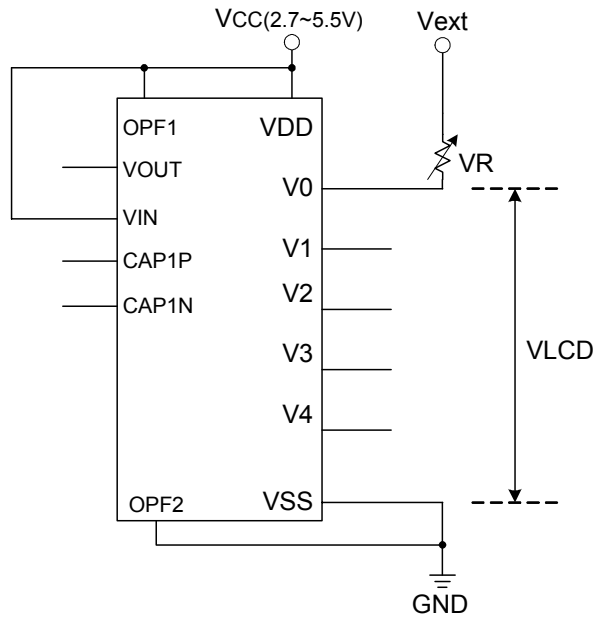 VCC(2.7~5.5V)
Vext
OPF1
VDD
VOUT
VR
V0
VIN
V1
CAP1P
V2
CAP1N
V3
VLCD
V4
OPF2
VSS
GND